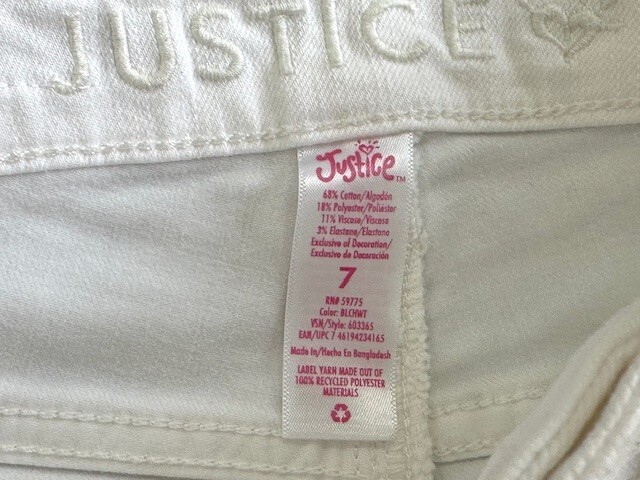 JUSTICE
Justice™
68% Cotton/Algodón
18% Polyester/Poliéster
11% Viscose/Viscosa
3% Elastane/Elastano
Exclusive of Decoration/
Exclusivo de Decoración
7
RN# 59775
Color: BLCHWT
VSN/Style: 603365
EAN/UPC 7 46194234165
Made in/Hecho En Bangladesh
LABEL YARN MADE OUT OF
100% RECYCLED POLYESTER
MATERIALS